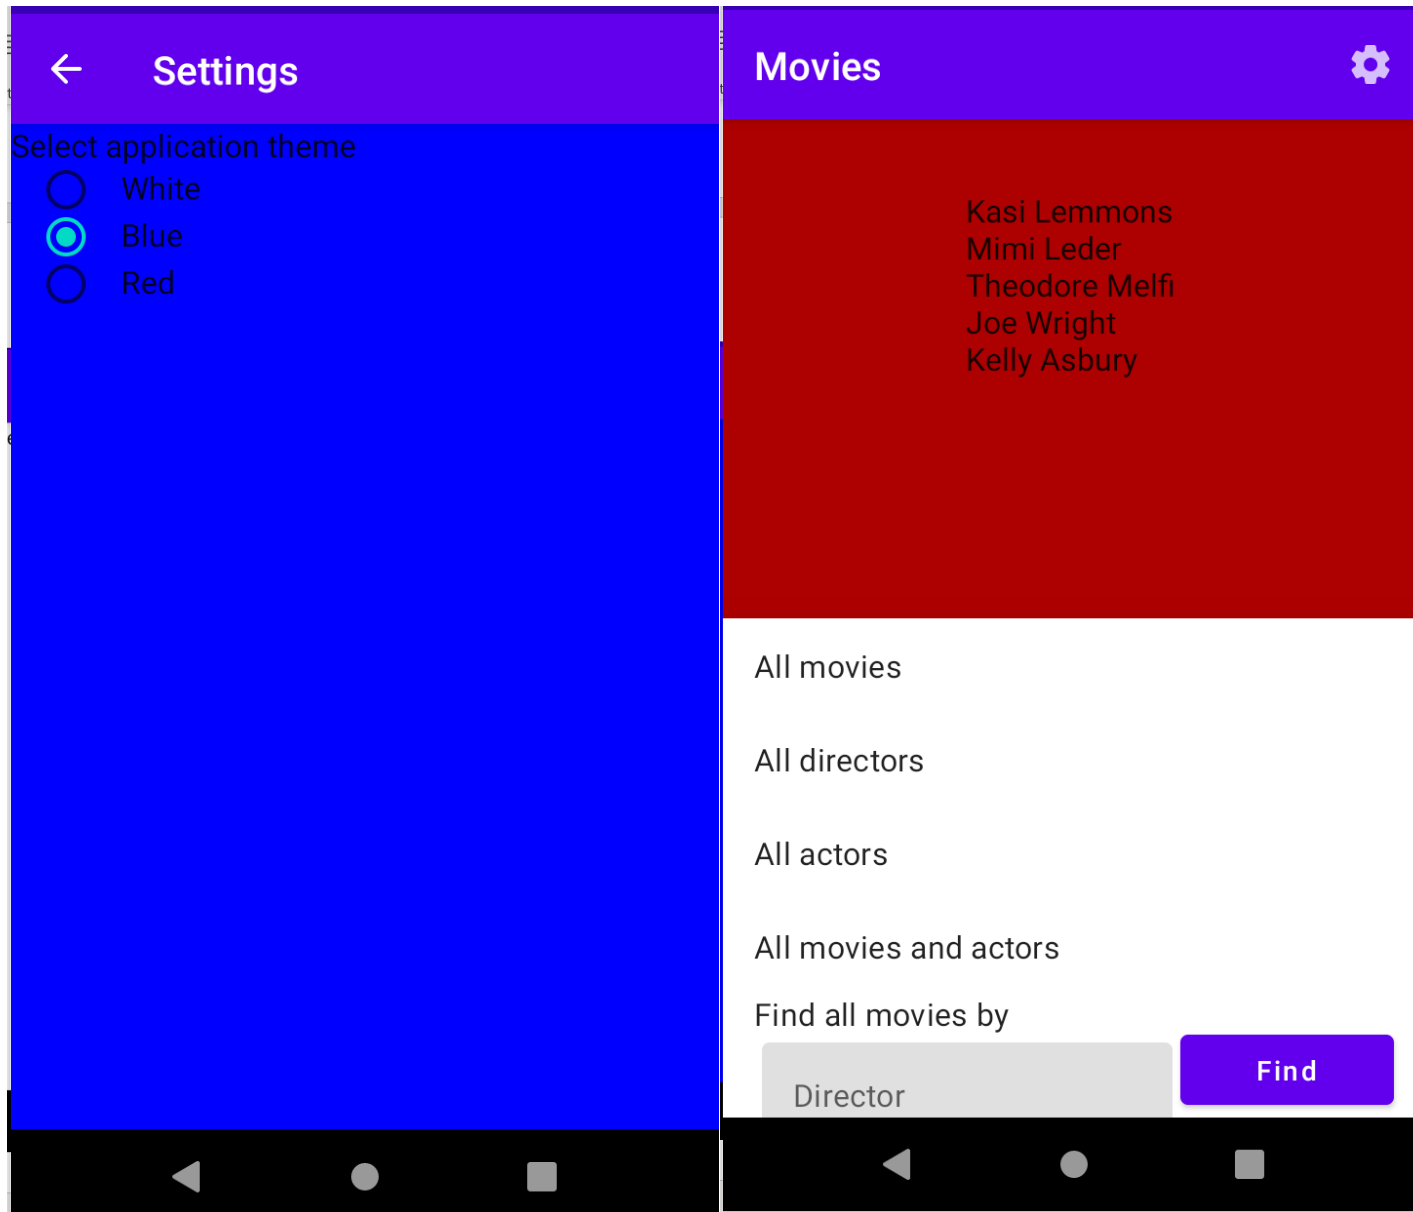 Settings
Select application theme
White
Blue
Red
Movies
Kasi Lemmons
Mimi Leder
Theodore Melfi
Joe Wright
Kelly Asbury
All movies
All directors
All actors
All movies and actors
Find all movies by
Director
Find